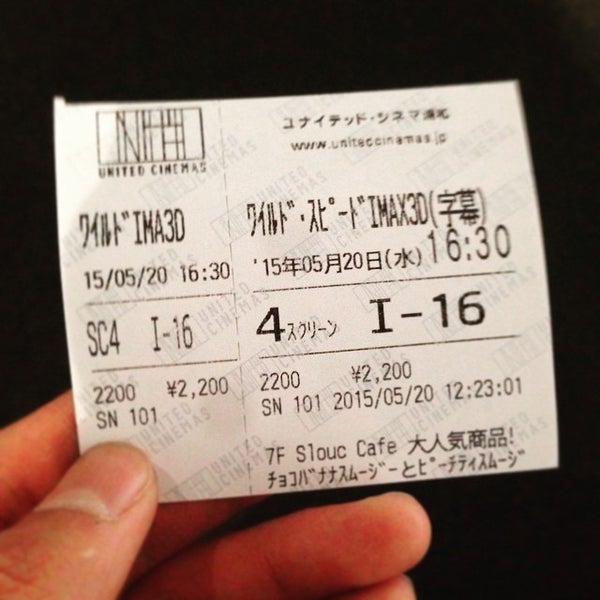 UNITED CINEMAS
ワイルドIMA3D
15/05/20 16:30
SC4 I-16
2200 ¥2,200
SN 101
ユナイテッド・シネマ浦和
www.unitedcinemas.jp
ワイルド・スピードIMAX3D(字幕)
'15年05月20日(水) 16:30
4スクリーン I-16
2200 ¥2,200
SN 101 2015/05/20 12:23:01
7F Slouc Cafe 大人気商品!
チョコバナナスムージーとピーチティスムージ